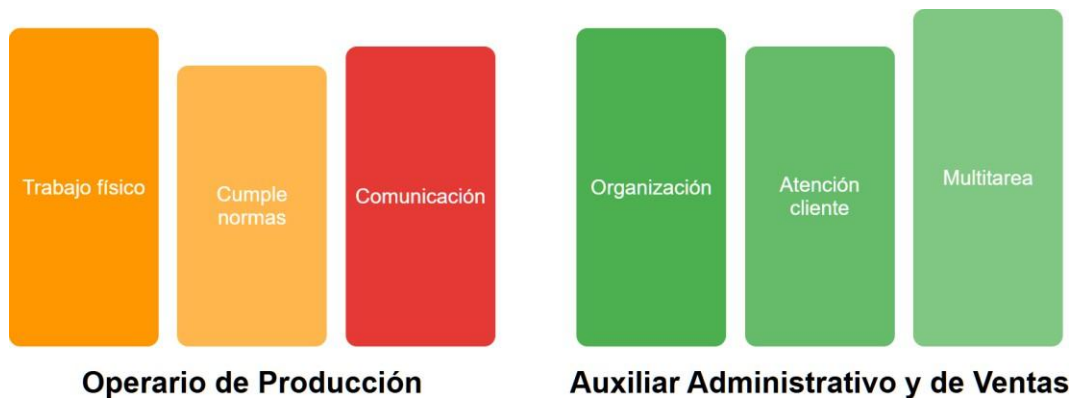 Trabajo físico
Cumple
normas
Comunicación
Operario de Producción
Organización
Atención
cliente
Multitarea
Auxiliar Administrativo y de Ventas